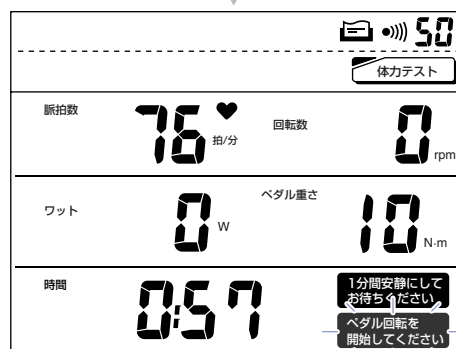 50
体力テスト
脈拍数 76 拍/分 回転数 0 rpm
ワット 0 W ペダル重さ 10 N·m
時間 0:57
1分間安静にして
お待ちください
ペダル回転を
開始してください